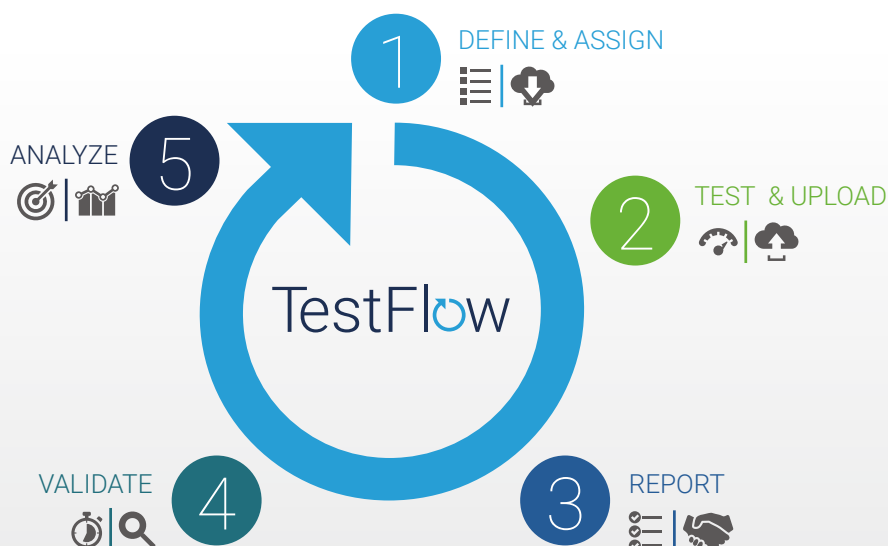 1
DEFINE & ASSIGN
5
ANALYZE
2
TEST & UPLOAD
TestFlow
4
VALIDATE
3
REPORT